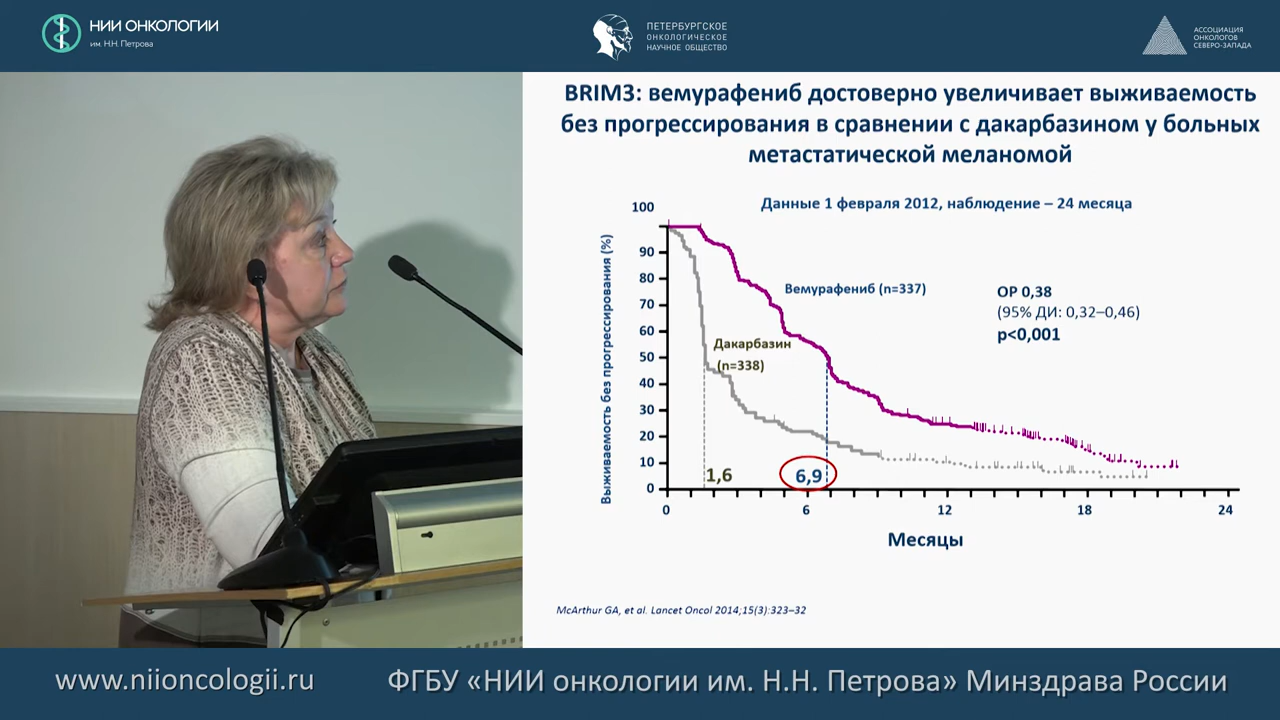 НИИ ОНКОЛОГИИ
им. Н.Н. Петрова
ПЕТЕРБУРГСКОЕ
ОНКОЛОГИЧЕСКОЕ
НАУЧНОЕ ОБЩЕСТВО
АССОЦИАЦИЯ
ОНКОЛОГОВ
СЕВЕРО-ЗАПАДА
BRIM3: вемурафениб достоверно увеличивает выживаемость
без прогрессирования в сравнении с дакарбазином у больных
метастатической меланомой
Данные 1 февраля 2012, наблюдение – 24 месяца
Выживаемость без прогрессирования (%)
100
90
80
70
60
50
40
30
20
10
0
Вемурафениб (n=337)
ОР 0,38
(95% ДИ: 0,32–0,46)
p<0,001
Дакарбазин
(n=338)
1,6
6,9
0
6
12
18
24
Месяцы
McArthur GA, et al. Lancet Oncol 2014;15(3):323–32
www.niioncologii.ru
ФГБУ «НИИ онкологии им. Н.Н. Петрова» Минздрава России